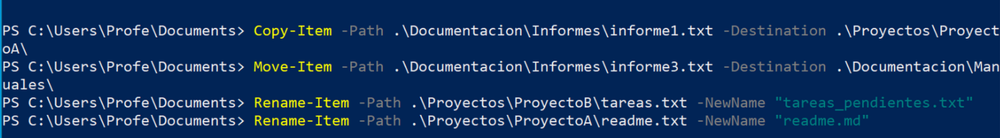 PS C:\Users\Profe\Documents> Copy-Item -Path .\Documentacion\Informes\informe1.txt -Destination .\Proyectos\Proyect
oA\
PS C:\Users\Profe\Documents> Move-Item -Path .\Documentacion\Informes\informe3.txt -Destination .\Documentacion\Man
uales\
PS C:\Users\Profe\Documents> Rename-Item -Path .\Proyectos\ProyectoB\tareas.txt -NewName "tareas_pendientes.txt"
PS C:\Users\Profe\Documents> Rename-Item -Path .\Proyectos\ProyectoA\readme.txt -NewName "readme.md"